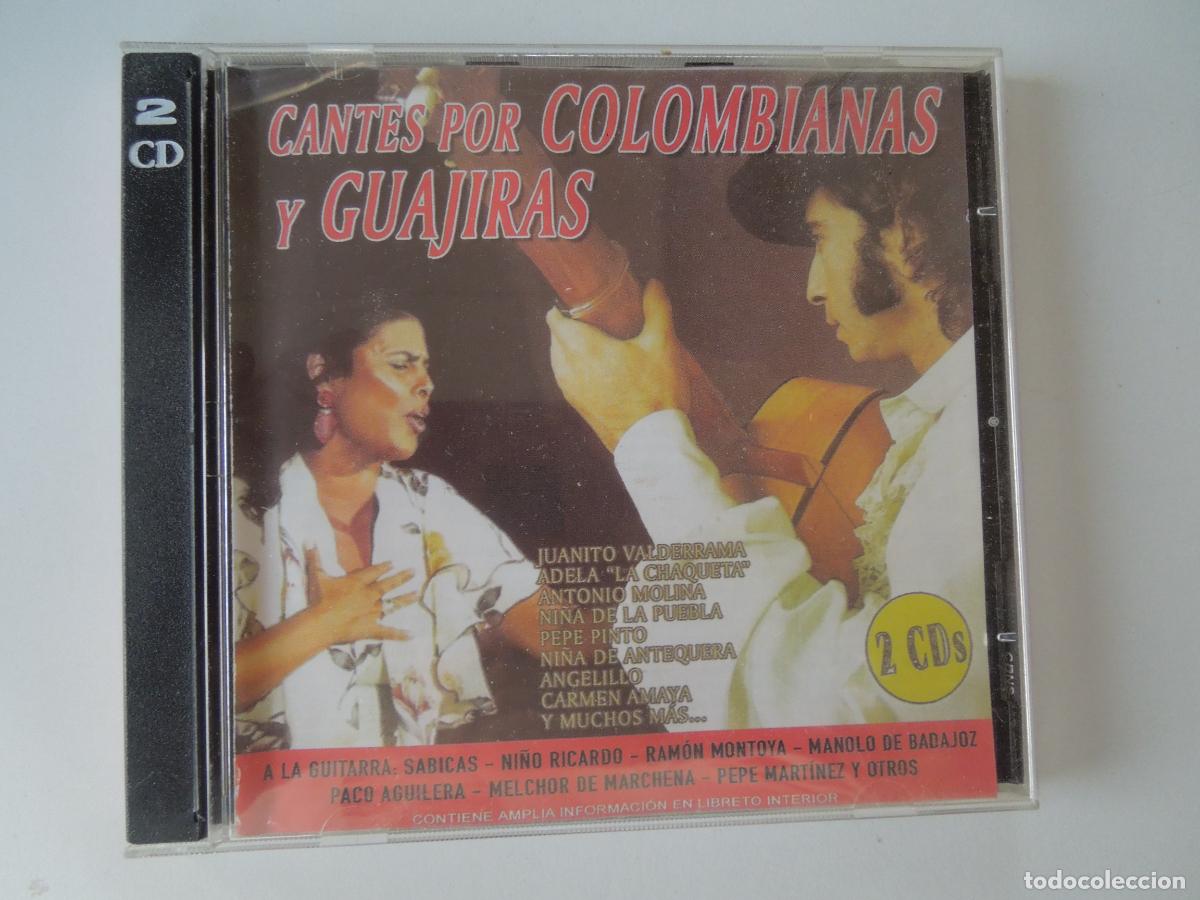 2
CD
CANTES POR COLOMBIANAS
Y GUAJIRAS
JUANITO VALDERRAMA
ADELA "LA CHAQUETA"
ANTONIO MOLINA
NIÑA DE LA PUEBLA
PEPE PINTO
NIÑA DE ANTEQUERA
ANGELILLO
CARMEN AMAYA
Y MUCHOS MÁS...
2 CDs
A LA GUITARRA: SABICAS - NIÑO RICARDO - RAMÓN MONTOYA - MANOLO DE BADAJOZ
PACO AGUILERA - MELCHOR DE MARCHENA - PEPE MARTÍNEZ Y OTROS
CONTIENE AMPLIA INFORMACIÓN EN LIBRETO INTERIOR
todocoleccion